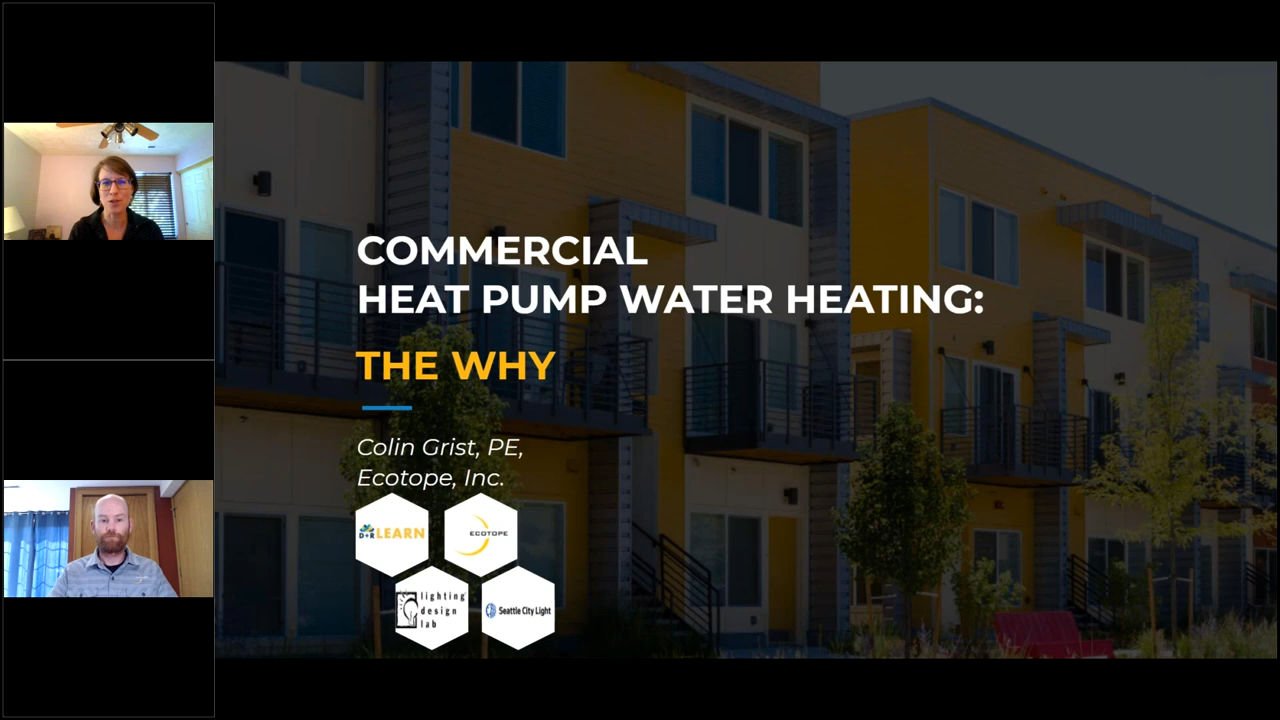 COMMERCIAL
HEAT PUMP WATER HEATING:
THE WHY
Colin Grist, PE,
Ecotope, Inc.
D+R LEARN
ECOTOPE
lighting
design
lab
Seattle City Light